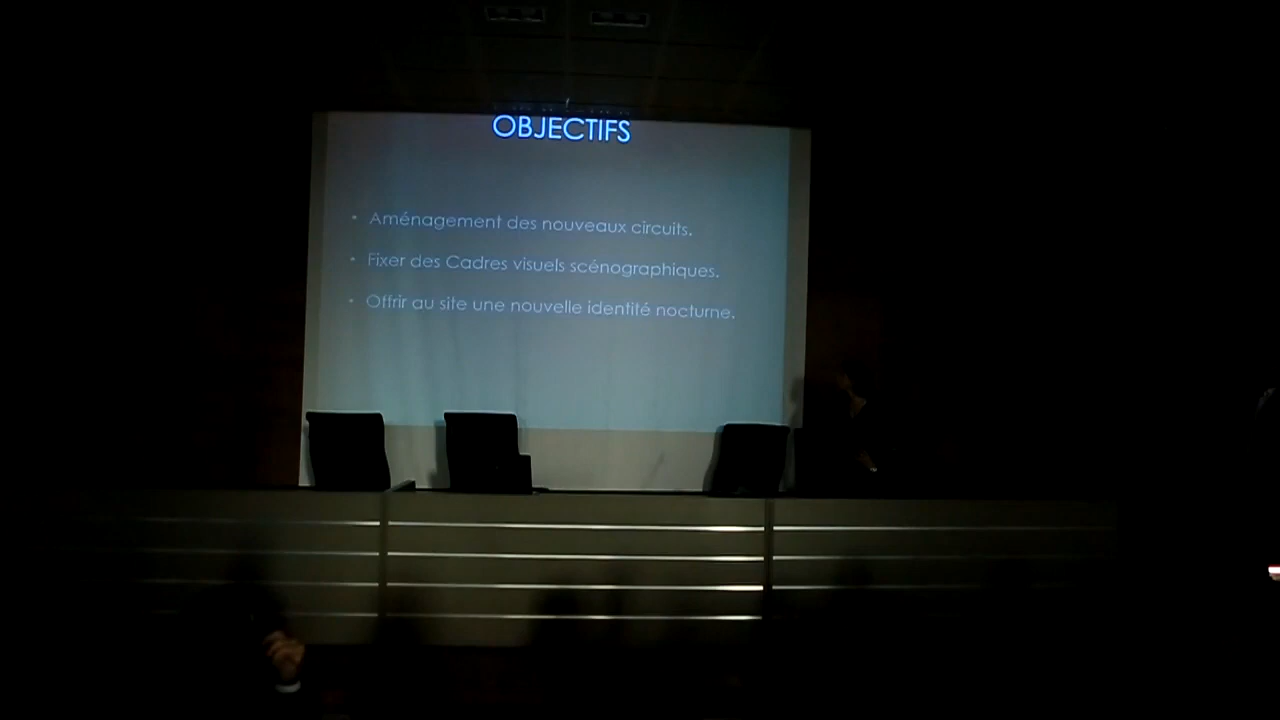 OBJECTIFS
• Aménagement des nouveaux circuits.
• Fixer des Cadres visuels scénographiques.
• Offrir au site une nouvelle identité nocturne.